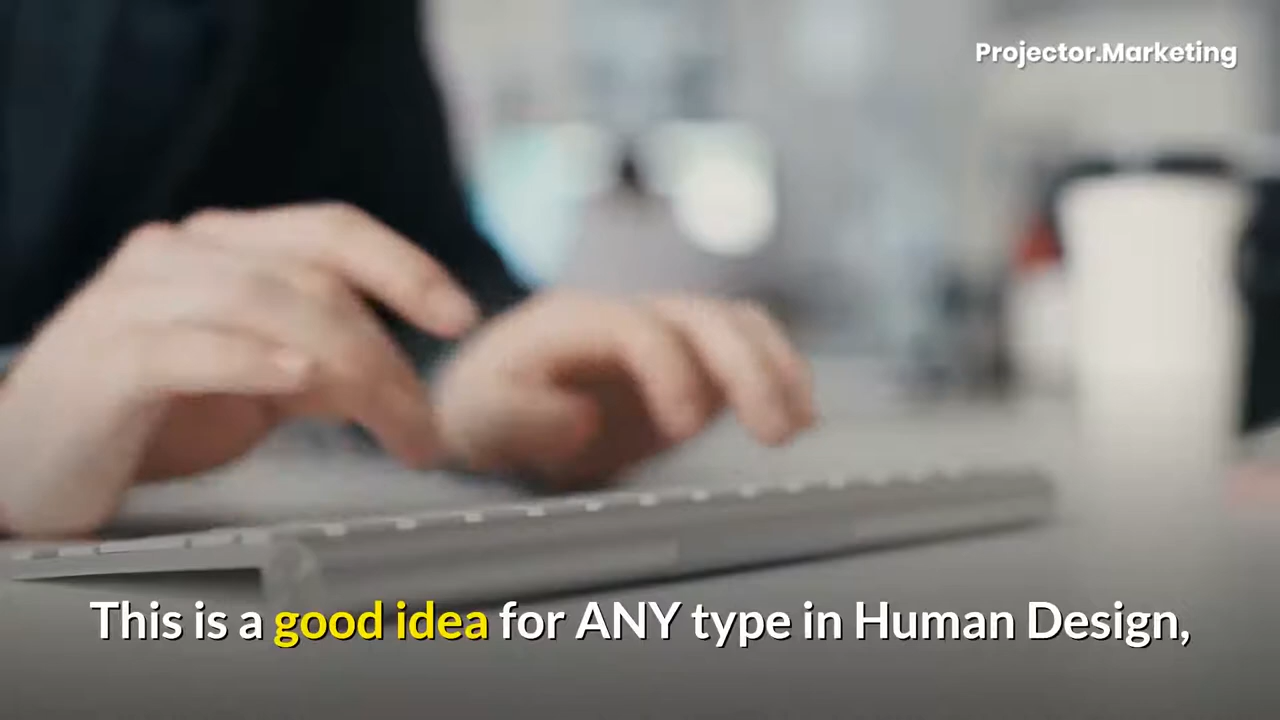 Projector.Marketing
This is a good idea for ANY type in Human Design,